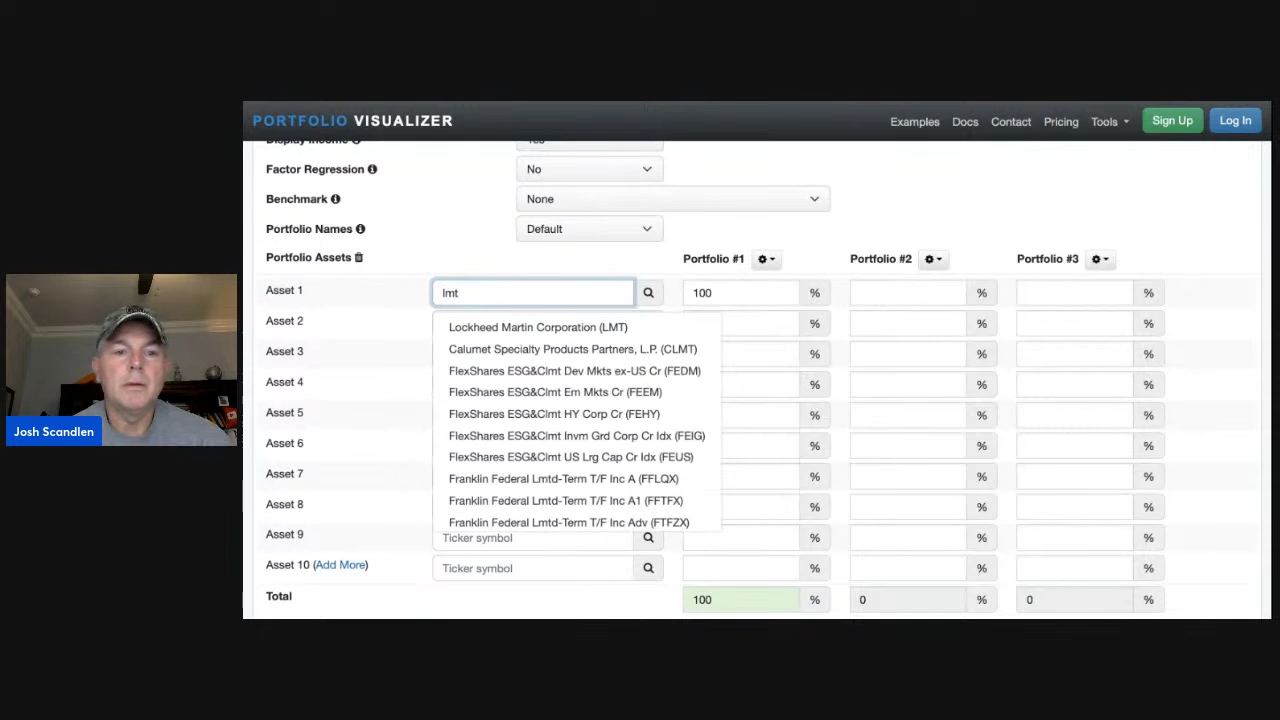 PORTFOLIO VISUALIZER
Examples Docs Contact Pricing Tools Sign Up Log In
Display Income Yes
Factor Regression No
Benchmark None
Portfolio Names Default
Portfolio Assets Portfolio #1 Portfolio #2 Portfolio #3
Asset 1 lmt 100 % % %
Asset 2 % % %
Lockheed Martin Corporation (LMT)
Asset 3 Calumet Specialty Products Partners, L.P. (CLMT) % % %
FlexShares ESG&Clmt Dev Mkts ex-US Cr (FEDM)
Asset 4 FlexShares ESG&Clmt Em Mkts Cr (FEEM) % % %
Asset 5 FlexShares ESG&Clmt HY Corp Cr (FEHY) % % %
Asset 6 FlexShares ESG&Clmt Invm Grd Corp Cr Idx (FEIG) % % %
FlexShares ESG&Clmt US Lrg Cap Cr Idx (FEUS)
Asset 7 Franklin Federal Lmtd-Term T/F Inc A (FFLQX) % % %
Asset 8 Franklin Federal Lmtd-Term T/F Inc A1 (FFTFX) % % %
Franklin Federal Lmtd-Term T/F Inc Adv (FTFZX)
Asset 9 Ticker symbol % % %
Asset 10 (Add More) Ticker symbol % % %
Total 100 % 0 % 0 %
Josh Scandlen